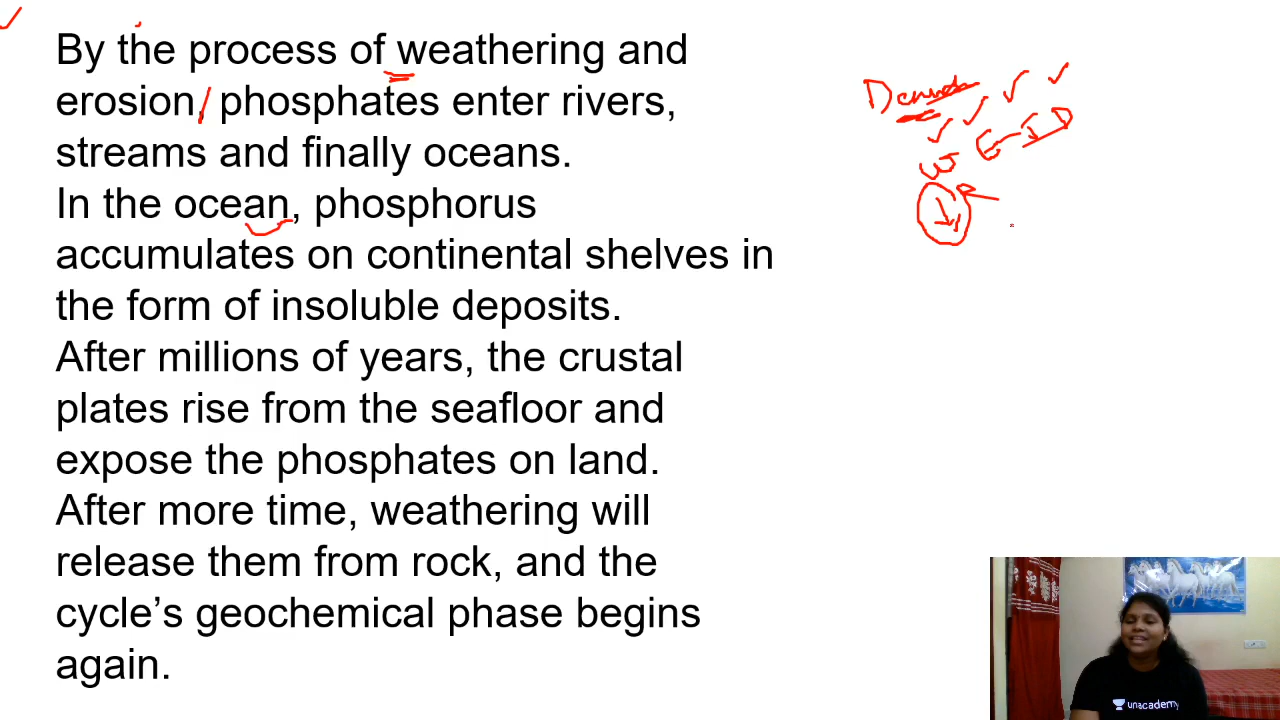 By the process of weathering and
erosion, phosphates enter rivers,
streams and finally oceans.
In the ocean, phosphorus
accumulates on continental shelves in
the form of insoluble deposits.
After millions of years, the crustal
plates rise from the seafloor and
expose the phosphates on land.
After more time, weathering will
release them from rock, and the
cycle’s geochemical phase begins
again.
W E T D
unacademy